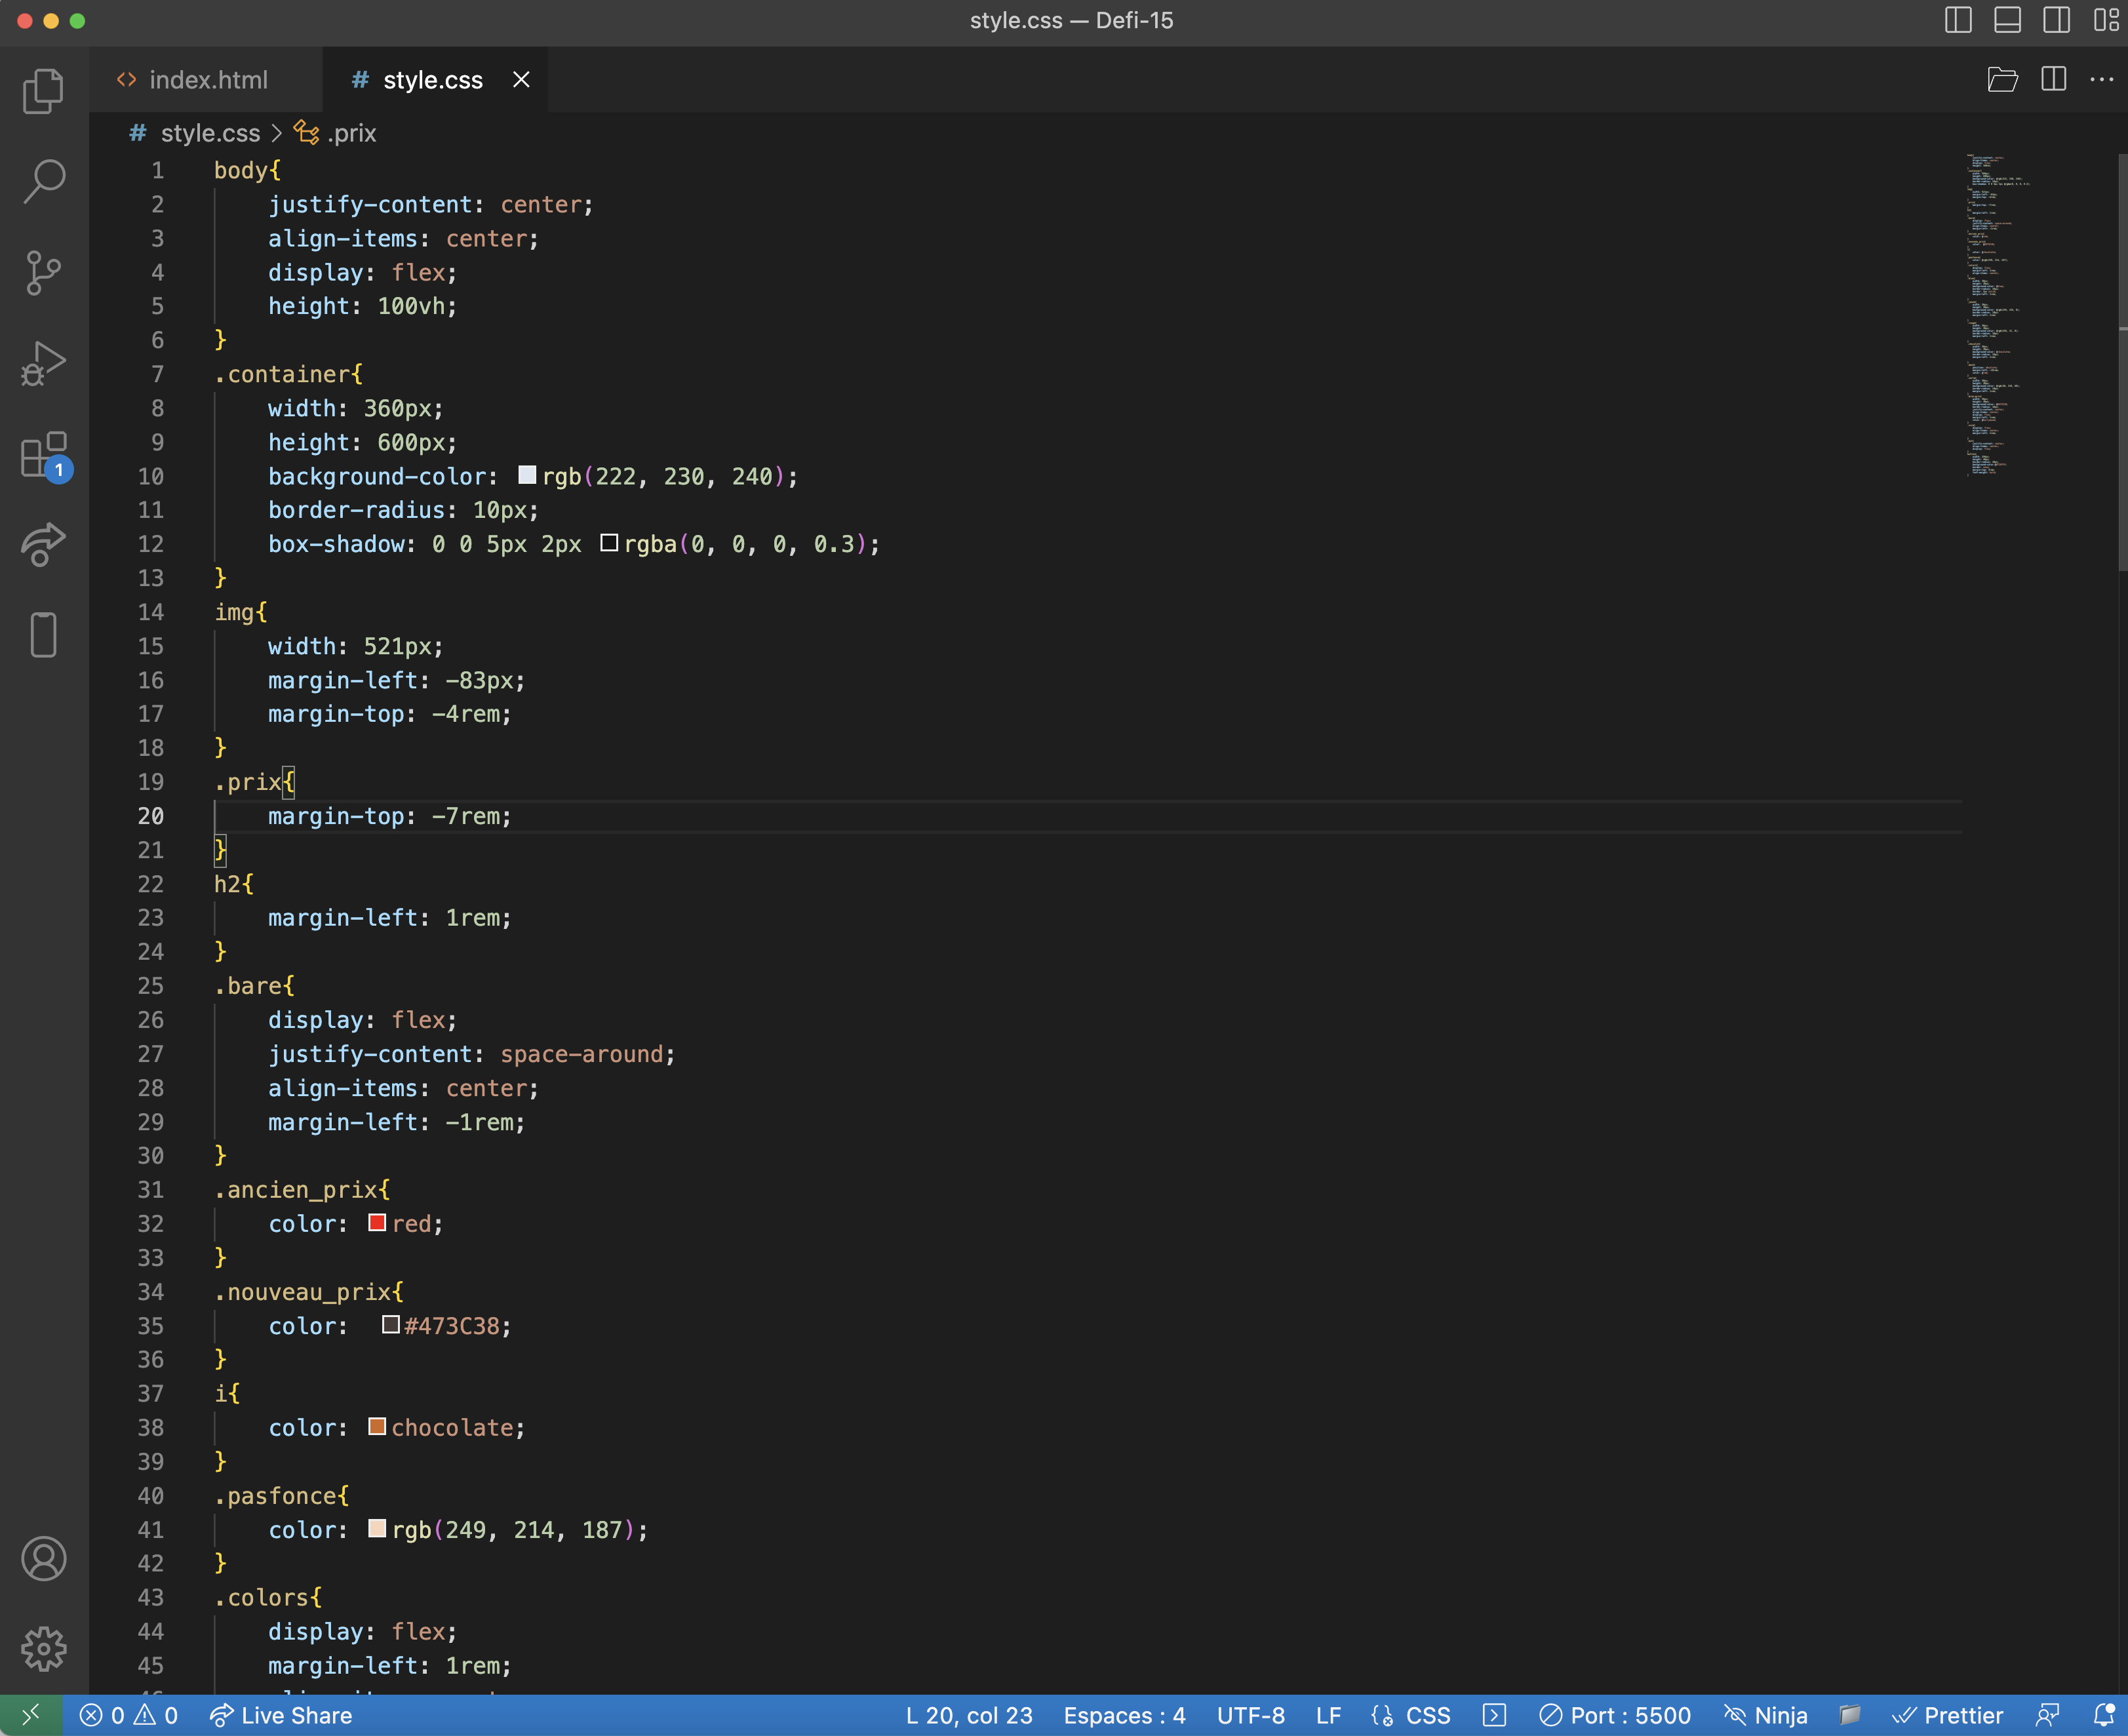 style.css — Defi-15
index.html
# style.css
# style.css > .prix
1 body{
2 justify-content: center;
3 align-items: center;
4 display: flex;
5 height: 100vh;
6 }
7 .container{
8 width: 360px;
9 height: 600px;
10 background-color: rgb(222, 230, 240);
11 border-radius: 10px;
12 box-shadow: 0 0 5px 2px rgba(0, 0, 0, 0.3);
13 }
14 img{
15 width: 521px;
16 margin-left: -83px;
17 margin-top: -4rem;
18 }
19 .prix{
20 margin-top: -7rem;
21 }
22 h2{
23 margin-left: 1rem;
24 }
25 .bare{
26 display: flex;
27 justify-content: space-around;
28 align-items: center;
29 margin-left: -1rem;
30 }
31 .ancien_prix{
32 color: red;
33 }
34 .nouveau_prix{
35 color: #473C38;
36 }
37 i{
38 color: chocolate;
39 }
40 .pasfonce{
41 color: rgb(249, 214, 187);
42 }
43 .colors{
44 display: flex;
45 margin-left: 1rem;
1
0 0 Live Share L 20, col 23 Espaces : 4 UTF-8 LF CSS Port : 5500 Ninja Prettier